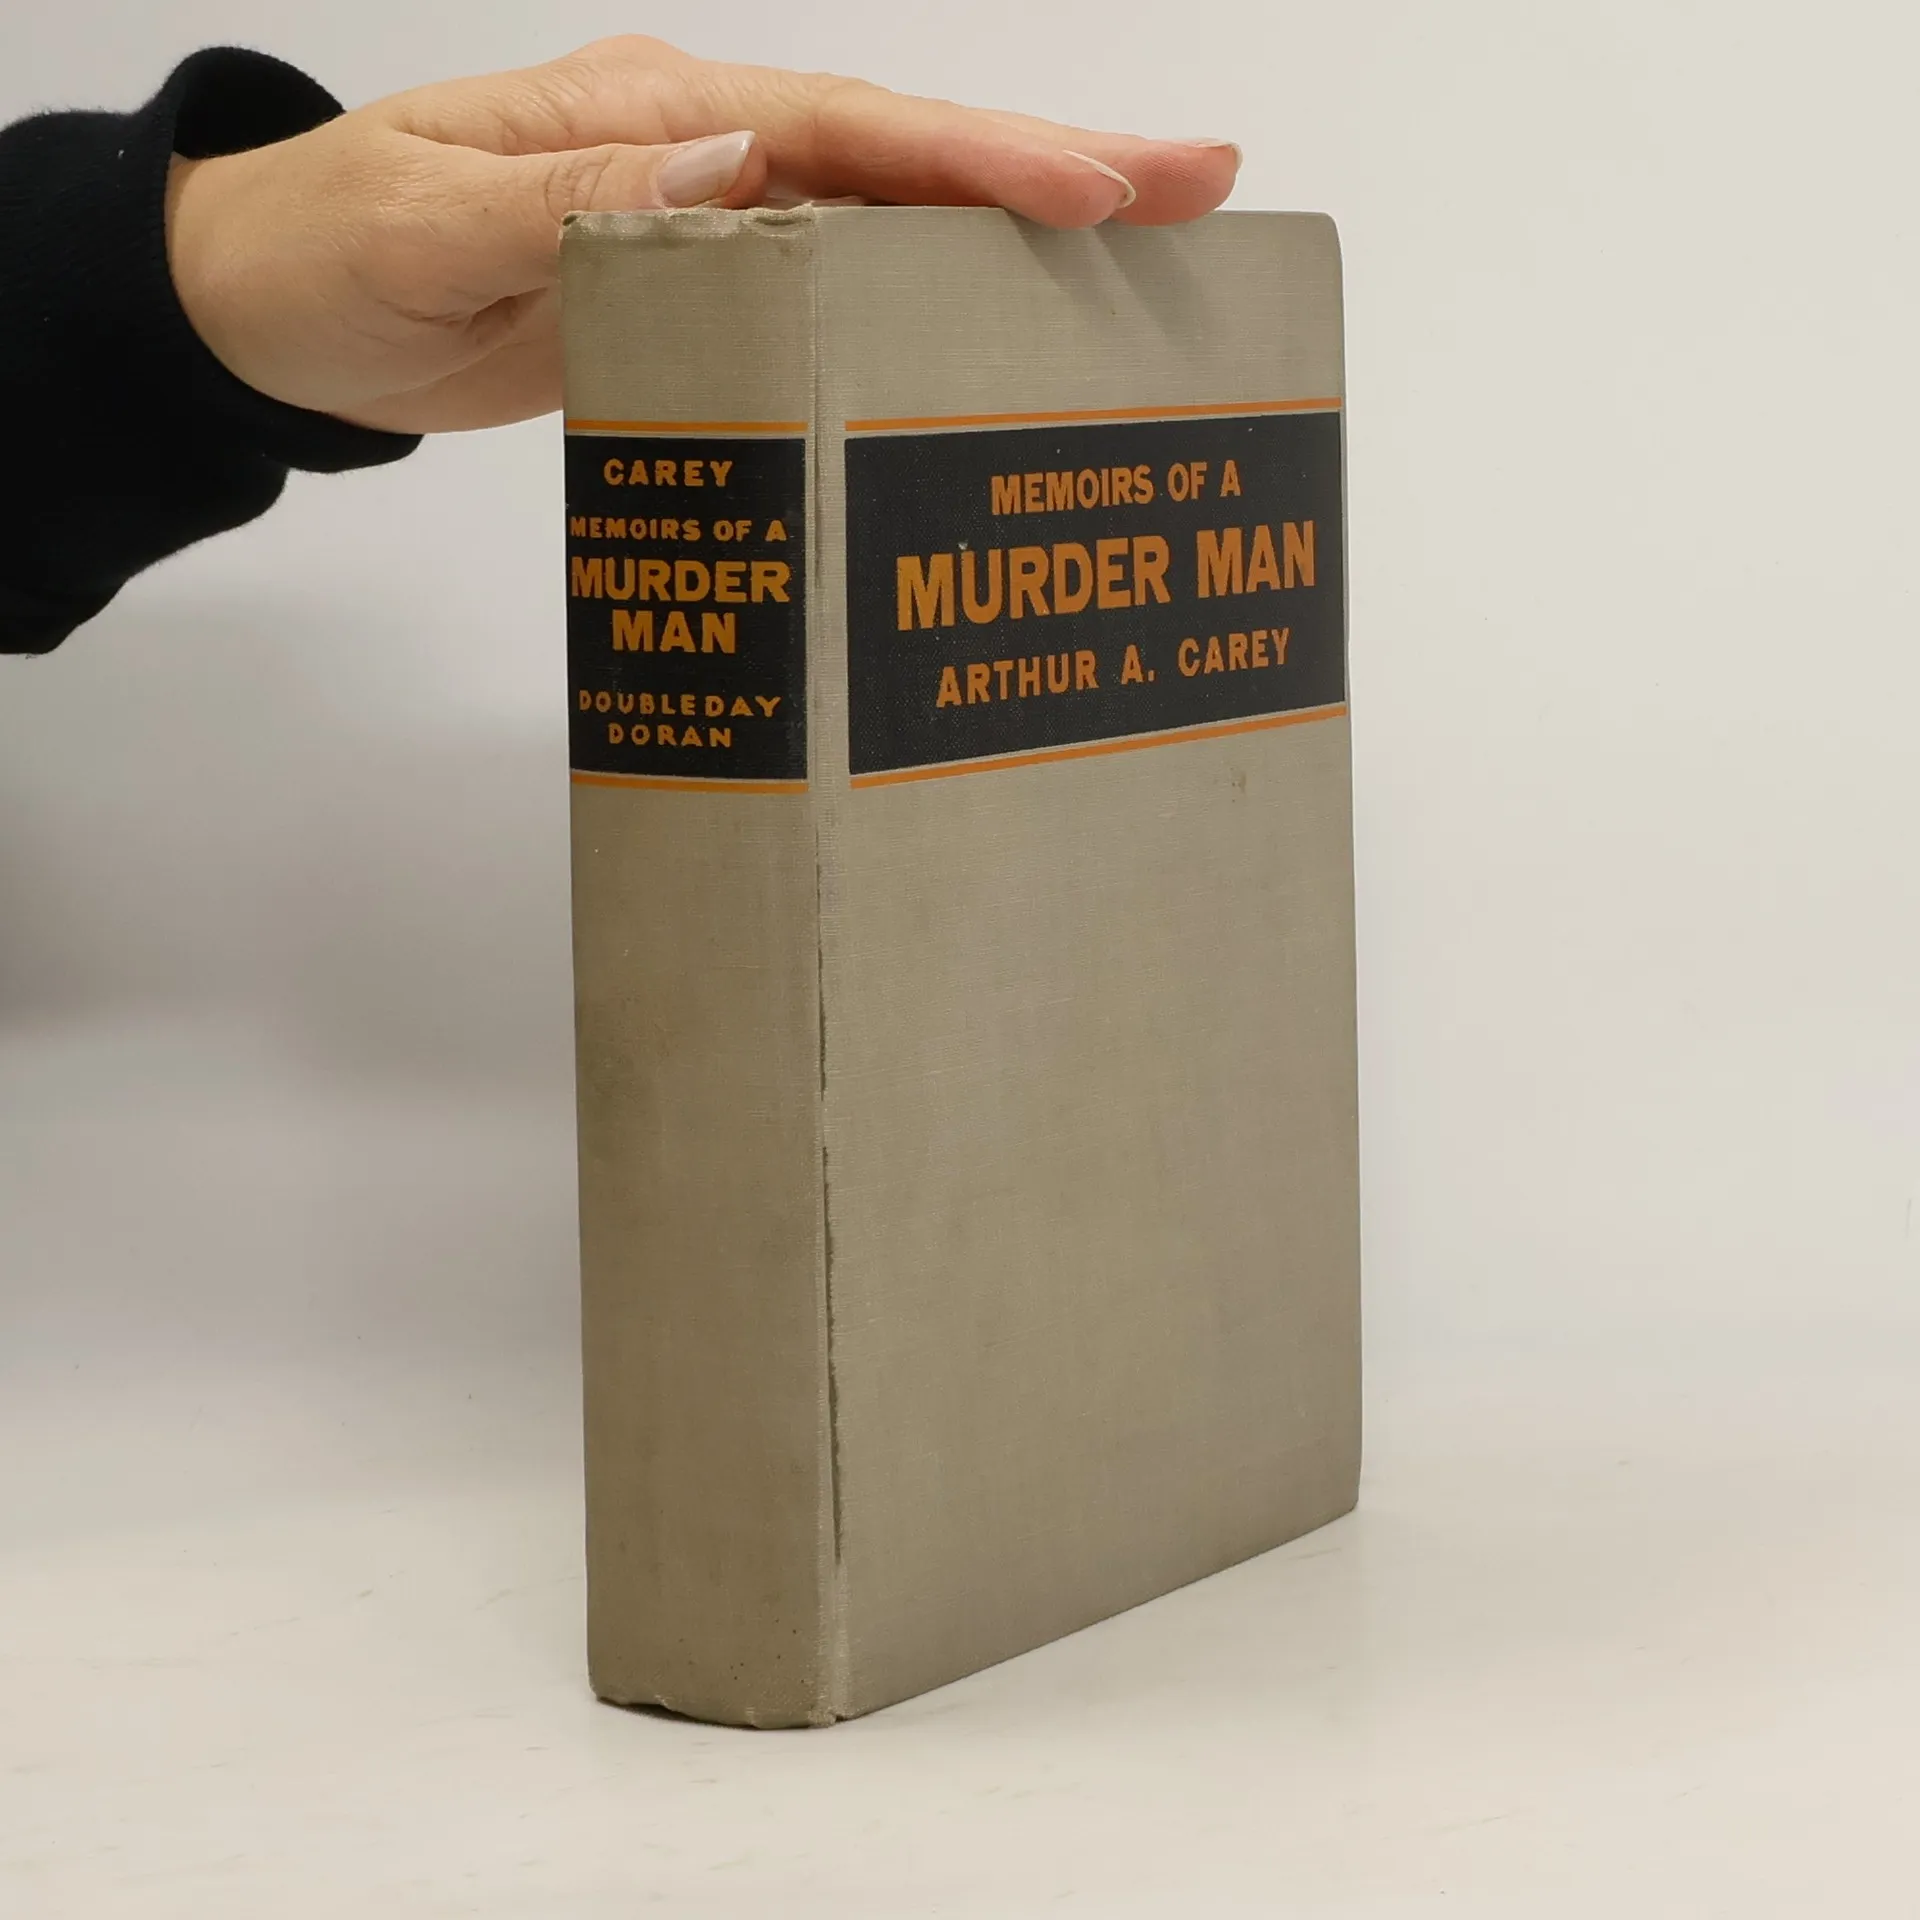 CAREY
MEMOIRS OF A
MURDER
MAN
DOUBLEDAY
DORAN
MEMOIRS OF A
MURDER MAN
ARTHUR A. CAREY